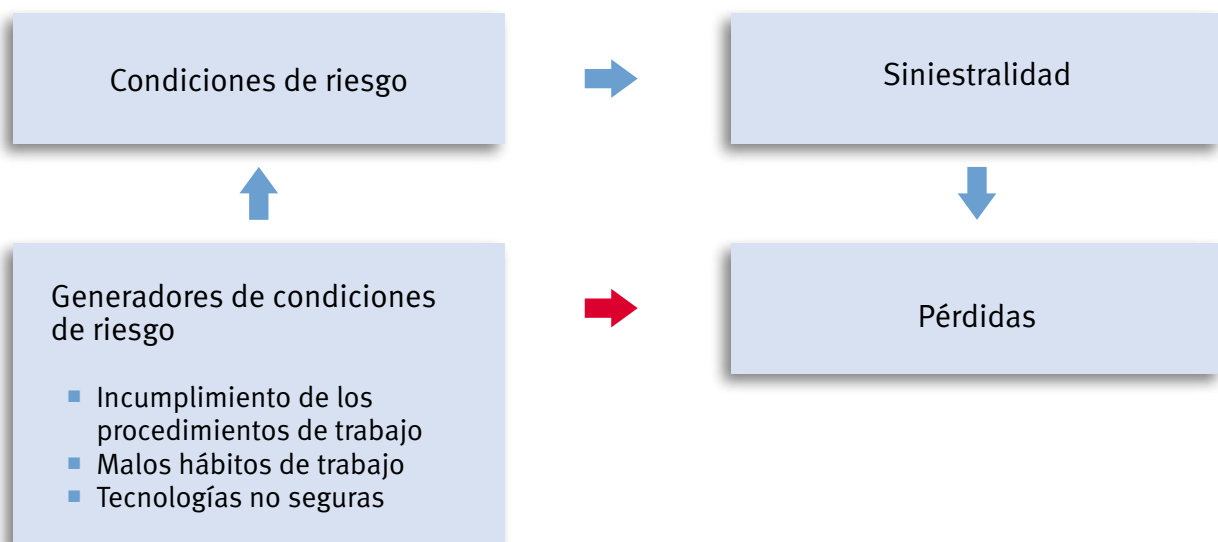 Condiciones de riesgo
Siniestralidad
Generadores de condiciones
de riesgo
■ Incumplimiento de los
procedimientos de trabajo
■ Malos hábitos de trabajo
■ Tecnologías no seguras
Pérdidas